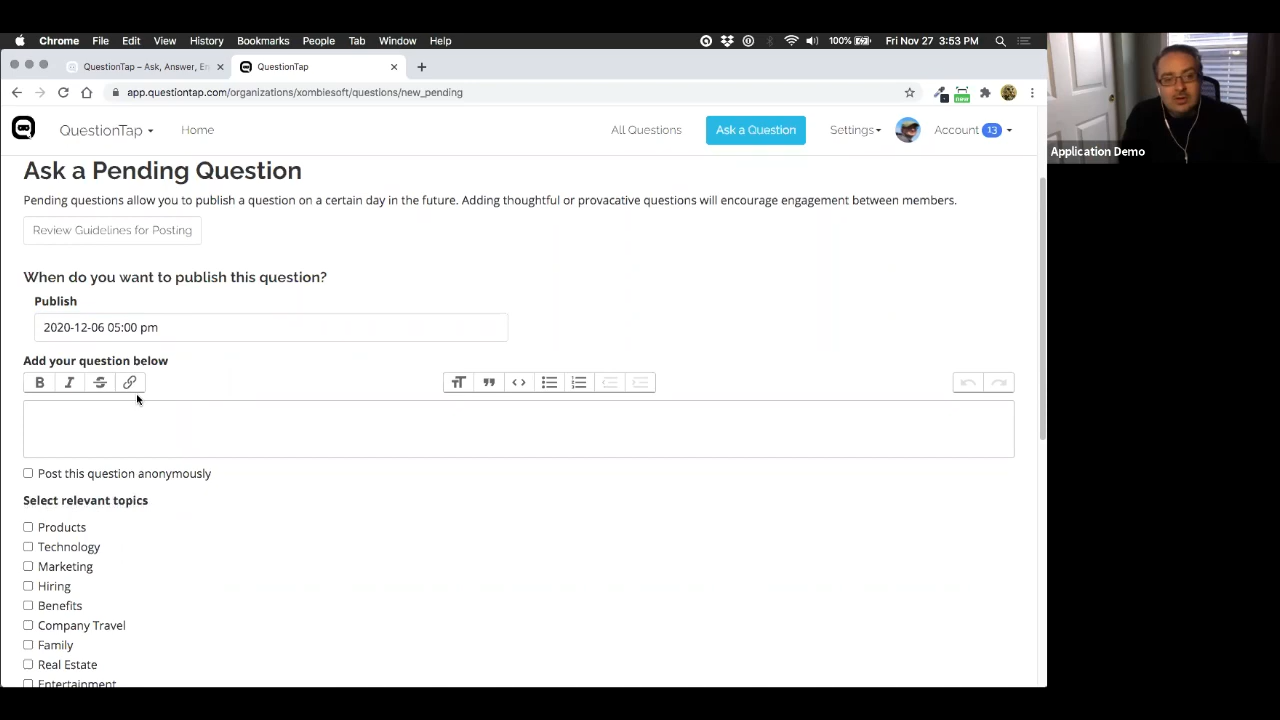 Chrome File Edit View History Bookmarks People Tab Window Help 100% Fri Nov 27 3:53 PM
QuestionTap – Ask, Answer, En
QuestionTap
app.questiontap.com/organizations/xombiesoft/questions/new_pending
new
QuestionTap Home All Questions Ask a Question Settings Account 13
Application Demo
Ask a Pending Question
Pending questions allow you to publish a question on a certain day in the future. Adding thoughtful or provacative questions will encourage engagement between members.
Review Guidelines for Posting
When do you want to publish this question?
Publish
2020-12-06 05:00 pm
Add your question below
B I S
Post this question anonymously
Select relevant topics
Products
Technology
Marketing
Hiring
Benefits
Company Travel
Family
Real Estate
Entertainment